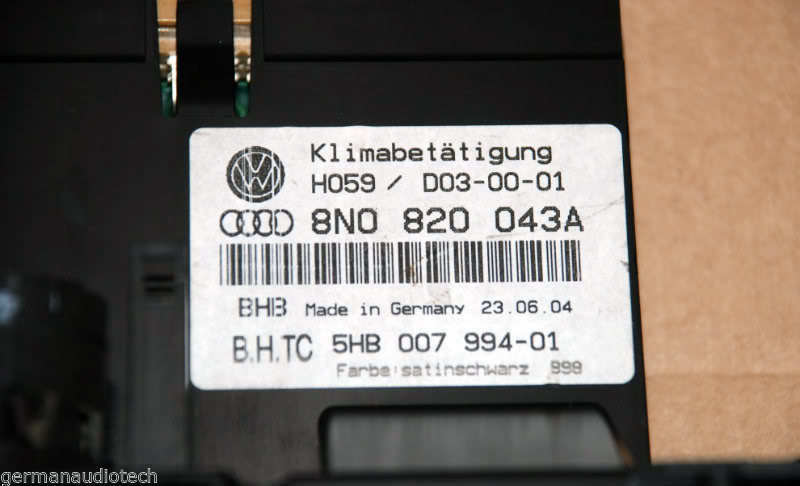 Klimabetätigung
H059 / D03-00-01
8N0 820 043A
BHB Made in Germany 23.06.04
B.H.TC 5HB 007 994-01
Farbe:satinschwarz 999
germanaudiotech